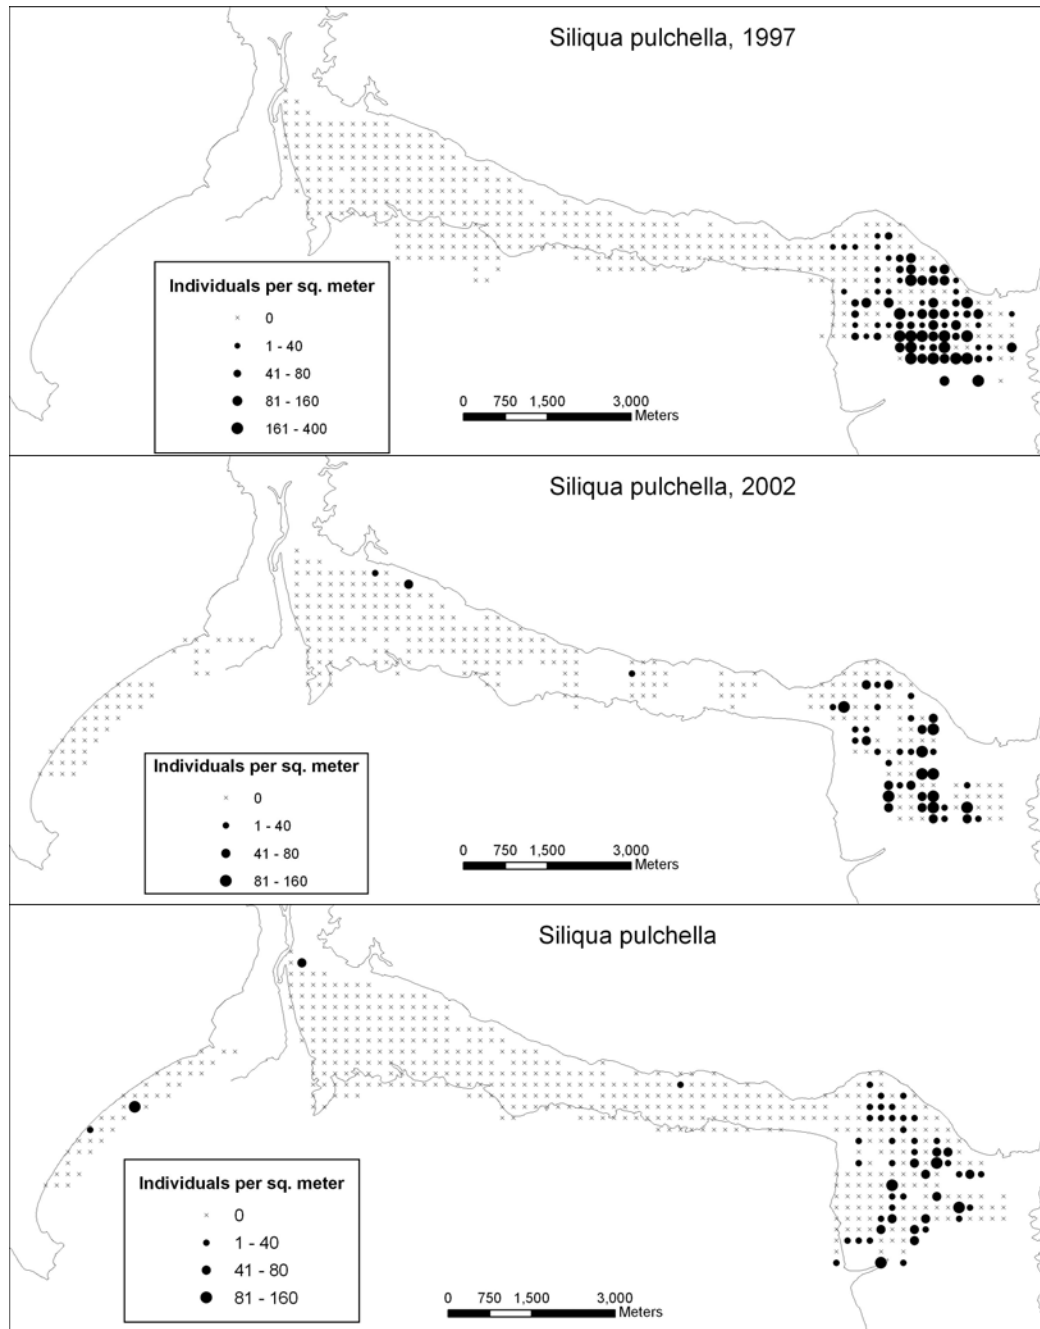 Siliqua pulchella, 1997
Individuals per sq. meter
0
1 - 40
41 - 80
81 - 160
161 - 400
0 750 1,500 3,000
Meters
Siliqua pulchella, 2002
Individuals per sq. meter
0
1 - 40
41 - 80
81 - 160
0 750 1,500 3,000
Meters
Siliqua pulchella
Individuals per sq. meter
0
1 - 40
41 - 80
81 - 160
0 750 1,500 3,000
Meters